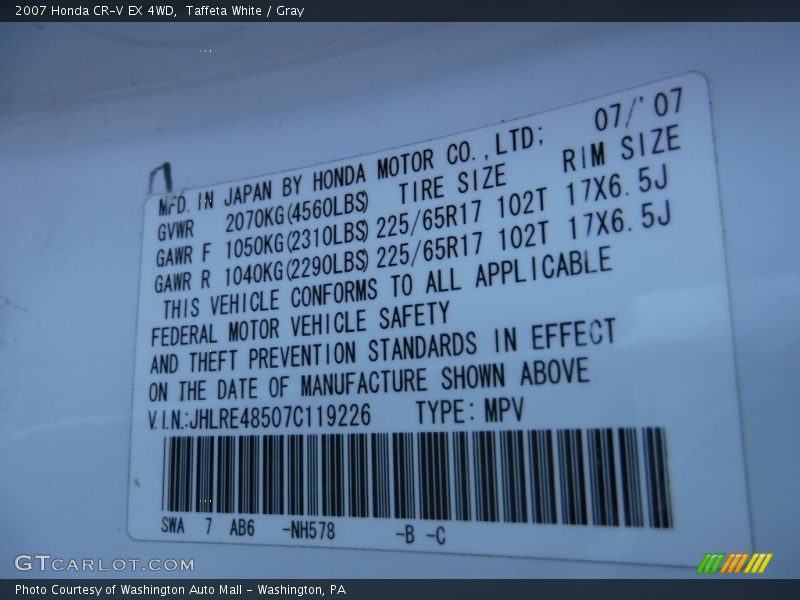 2007 Honda CR-V EX 4WD, Taffeta White / Gray
07/'07
MFD. IN JAPAN BY HONDA MOTOR CO.,LTD;
GVWR 2070KG(4560LBS) TIRE SIZE RIM SIZE
GAWR F 1050KG(2310LBS) 225/65R17 102T 17X6.5J
GAWR R 1040KG(2290LBS) 225/65R17 102T 17X6.5J
THIS VEHICLE CONFORMS TO ALL APPLICABLE
FEDERAL MOTOR VEHICLE SAFETY
AND THEFT PREVENTION STANDARDS IN EFFECT
ON THE DATE OF MANUFACTURE SHOWN ABOVE
V.I.N.:JHLRE48507C119226 TYPE: MPV
SWA 7 AB6 -NH578 -B -C
GTCARLOT.COM
Photo Courtesy of Washington Auto Mall - Washington, PA